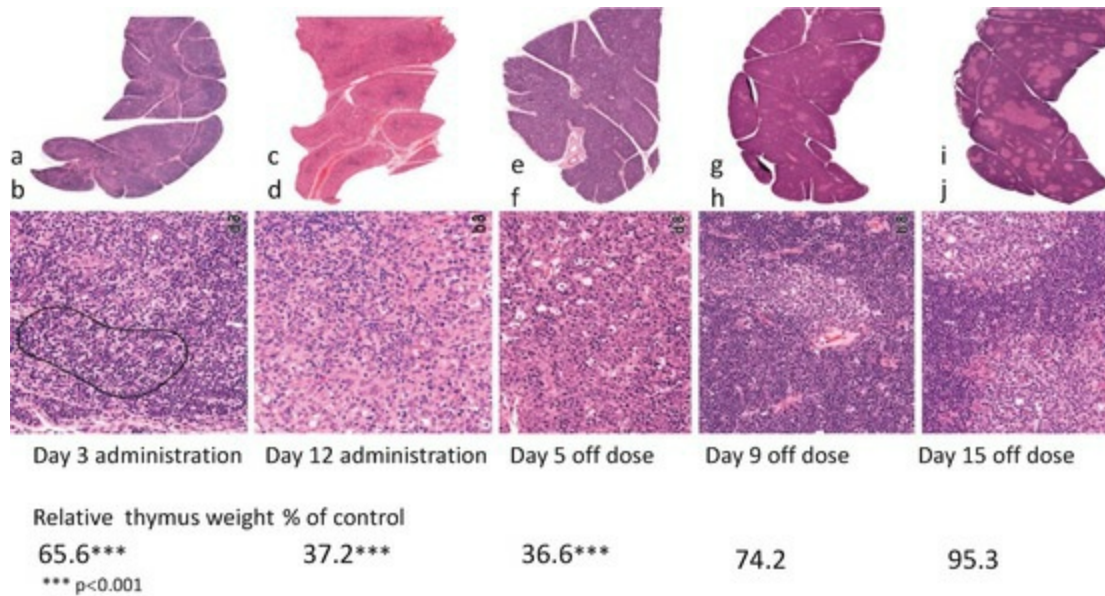 a c e g i
b d f h j
Day 3 administration Day 12 administration Day 5 off dose Day 9 off dose Day 15 off dose
Relative thymus weight % of control
65.6*** 37.2*** 36.6*** 74.2 95.3
*** p<0.001